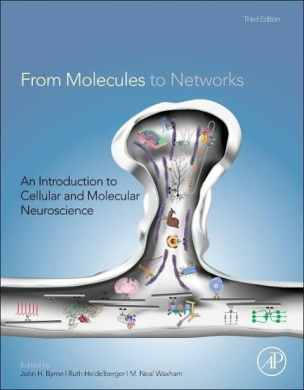 Third Edition
From Molecules to Networks
An Introduction to
Cellular and Molecular
Neuroscience
Edited by
John H. Byrne | Ruth Heidelberger | M. Neal Waxham
AP